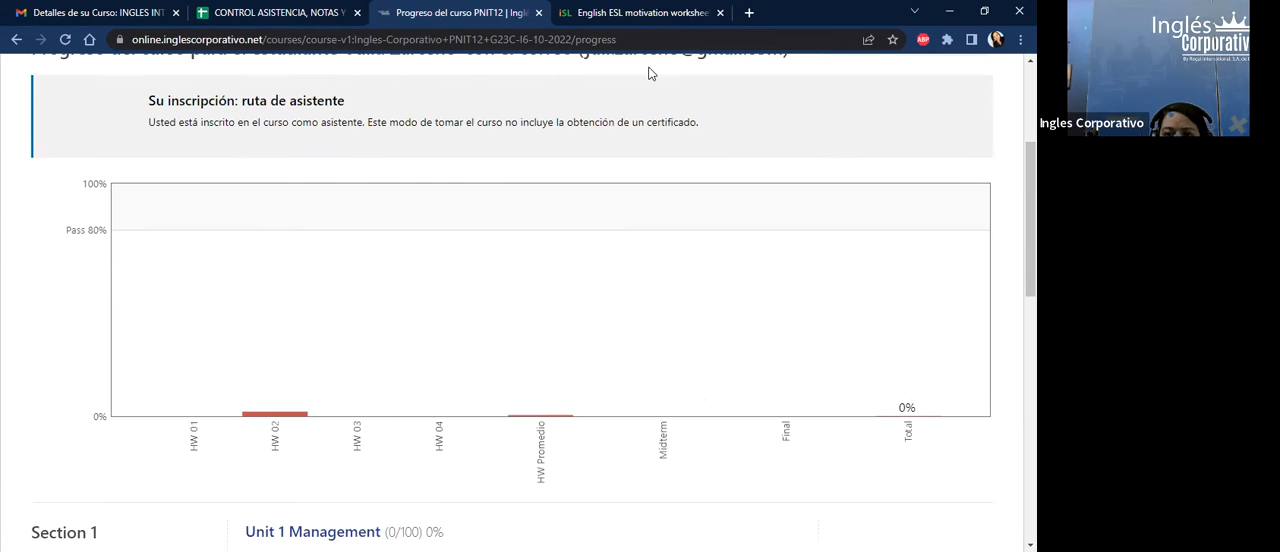 Detalles de su Curso: INGLES INT
CONTROL ASISTENCIA, NOTAS Y
Progreso del curso PNIT12 | Ingl
English ESL motivation workshee
online.inglescorporativo.net/courses/course-v1:Ingles-Corporativo+PNIT12+G23C-I6-10-2022/progress
ABP
Su inscripción: ruta de asistente
Usted está inscrito en el curso como asistente. Este modo de tomar el curso no incluye la obtención de un certificado.
100%
Pass 80%
0%
0%
HW 01
HW 02
HW 03
HW 04
HW Promedio
Midterm
Final
Total
Section 1
Unit 1 Management (0/100) 0%
Inglés
Corporativo
Ingles Corporativo